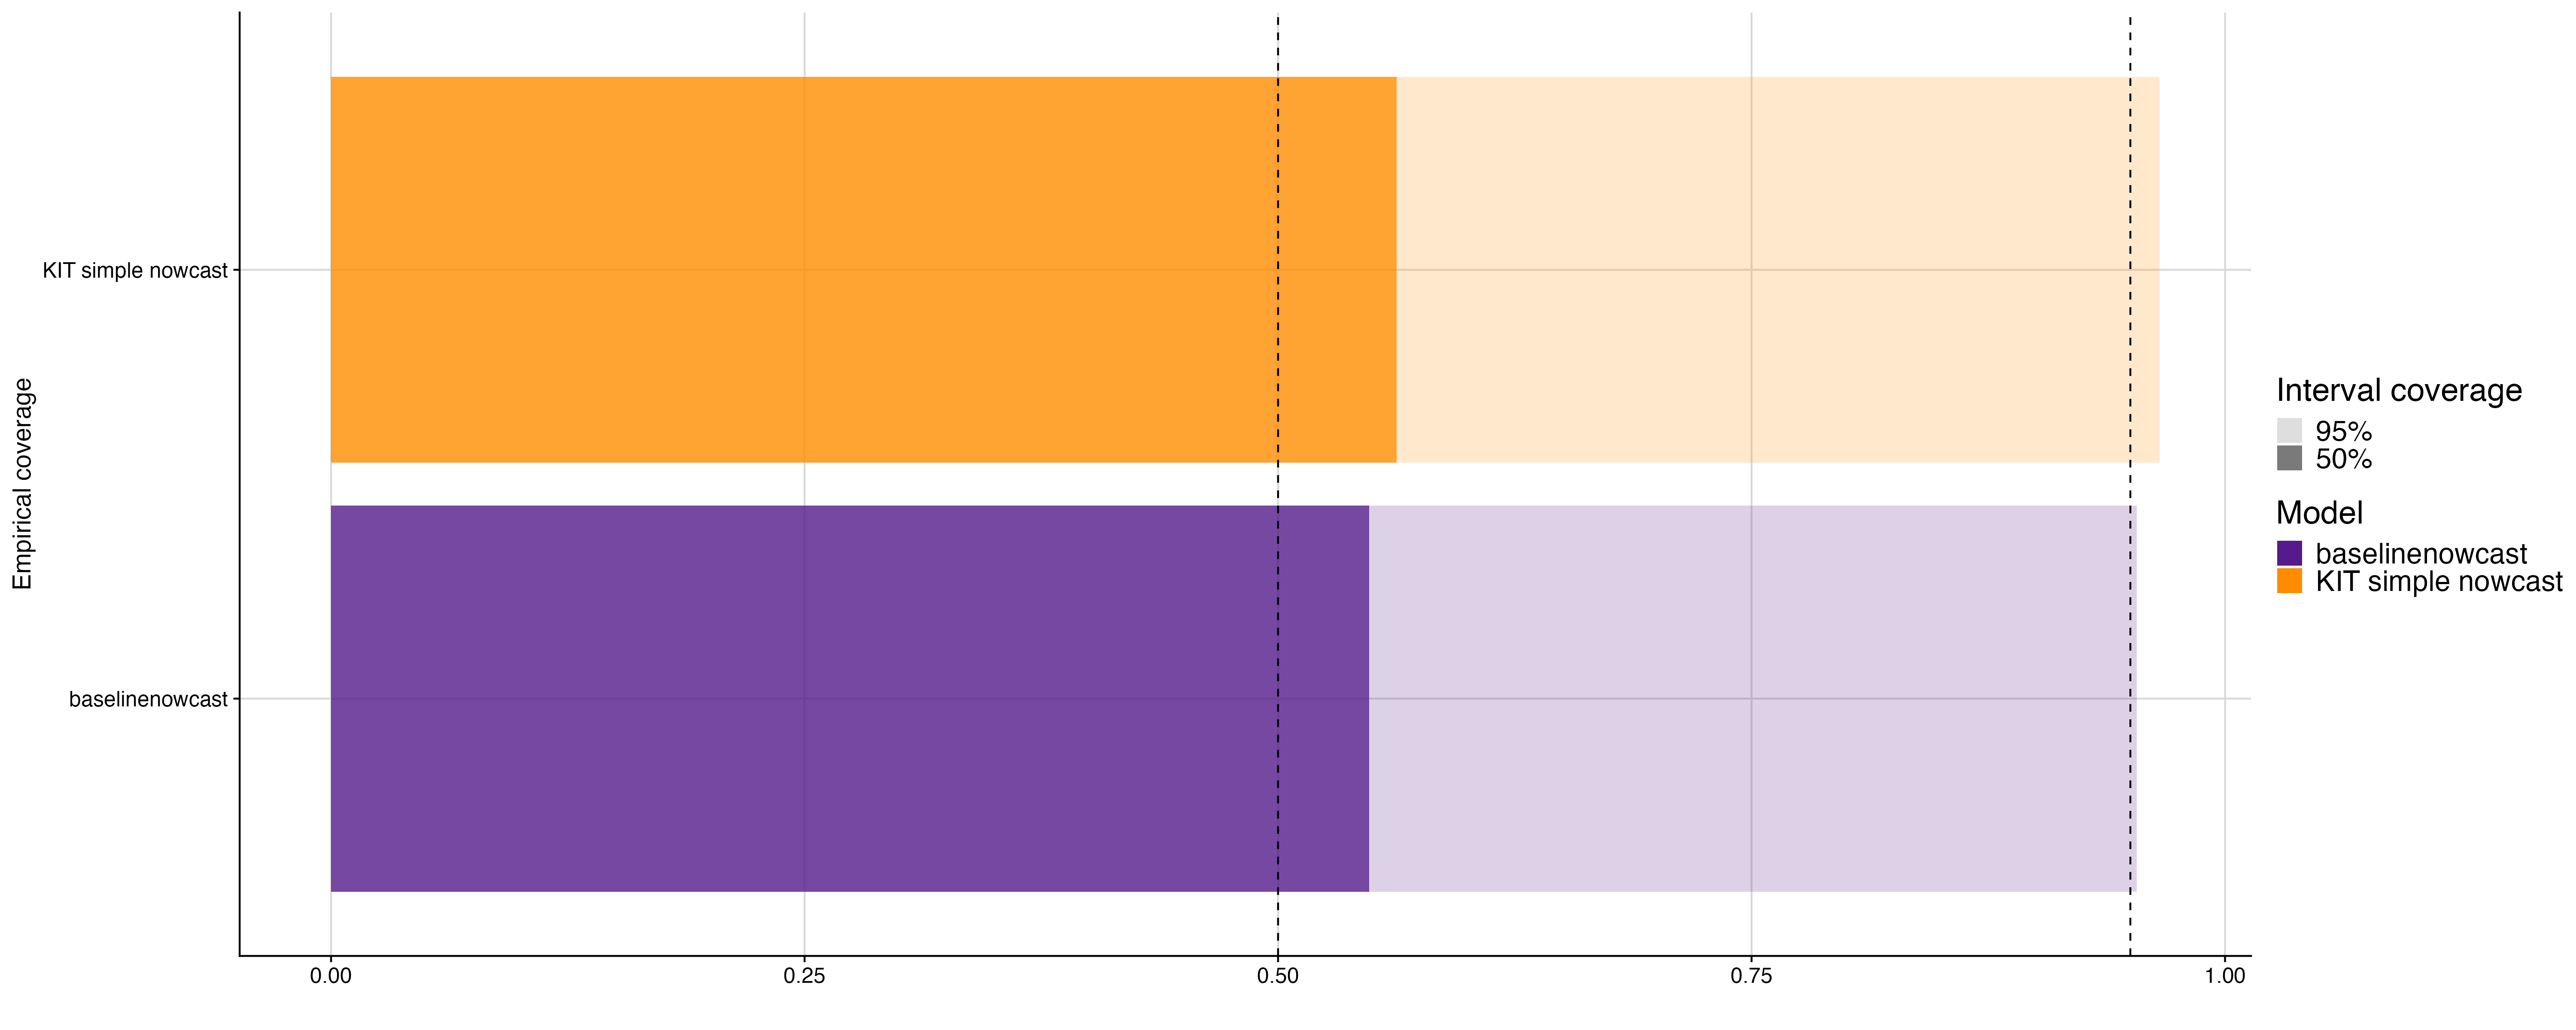 Empirical coverage
KIT simple nowcast
baselinenowcast
0.00
0.25
0.50
0.75
1.00
Interval coverage
95%
50%
Model
baselinenowcast
KIT simple nowcast